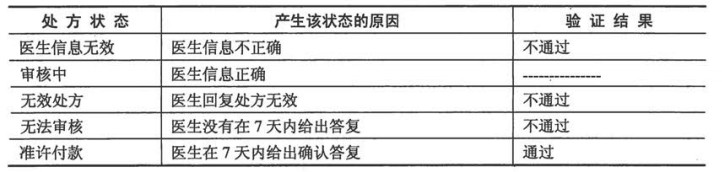 处方状态 产生该状态的原因 验证结果
医生信息无效 医生信息不正确 不通过
审核中 医生信息正确 ---------------
无效处方 医生回复处方无效 不通过
无法审核 医生没有在7天内给出答复 不通过
准许付款 医生在7天内给出确认答复 通过